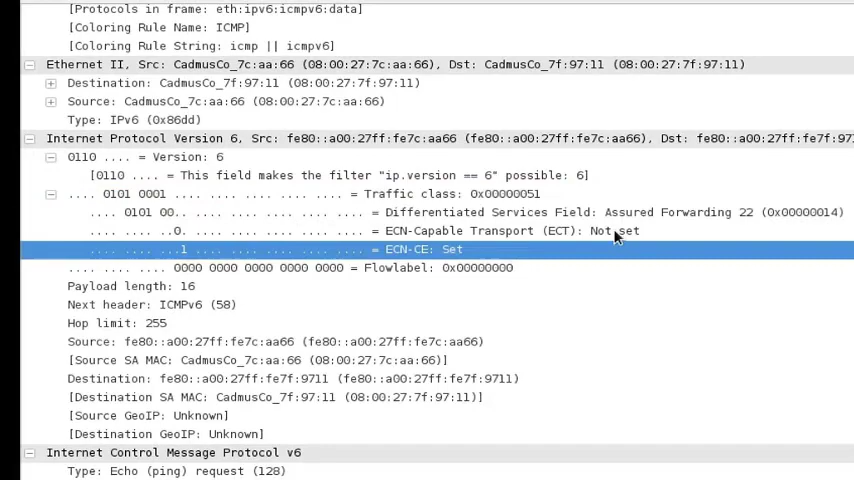 [Protocols in frame: eth:ipv6:icmpv6:data]
[Coloring Rule Name: ICMP]
[Coloring Rule String: icmp || icmpv6]
Ethernet II, Src: CadmusCo_7c:aa:66 (08:00:27:7c:aa:66), Dst: CadmusCo_7f:97:11 (08:00:27:7f:97:11)
Destination: CadmusCo_7f:97:11 (08:00:27:7f:97:11)
Source: CadmusCo_7c:aa:66 (08:00:27:7c:aa:66)
Type: IPv6 (0x86dd)
Internet Protocol Version 6, Src: fe80::a00:27ff:fe7c:aa66 (fe80::a00:27ff:fe7c:aa66), Dst: fe80::a00:27ff:fe7f:97
0110 .... = Version: 6
[0110 .... = This field makes the filter "ip.version == 6" possible: 6]
.... 0101 0001 .... .... .... .... .... = Traffic class: 0x00000051
.... 0101 00.. .... .... .... .... .... = Differentiated Services Field: Assured Forwarding 22 (0x00000014)
.... .... ..0. .... .... .... .... .... = ECN-Capable Transport (ECT): Not set
.... .... ...1 .... .... .... .... .... = ECN-CE: Set
.... .... .... 0000 0000 0000 0000 0000 = Flowlabel: 0x00000000
Payload length: 16
Next header: ICMPv6 (58)
Hop limit: 255
Source: fe80::a00:27ff:fe7c:aa66 (fe80::a00:27ff:fe7c:aa66)
[Source SA MAC: CadmusCo_7c:aa:66 (08:00:27:7c:aa:66)]
Destination: fe80::a00:27ff:fe7f:9711 (fe80::a00:27ff:fe7f:9711)
[Destination SA MAC: CadmusCo_7f:97:11 (08:00:27:7f:97:11)]
[Source GeoIP: Unknown]
[Destination GeoIP: Unknown]
Internet Control Message Protocol v6
Type: Echo (ping) request (128)